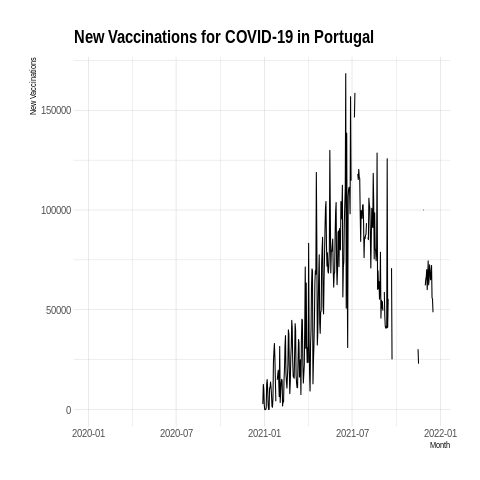 New Vaccinations for COVID-19 in Portugal
New Vaccinations
150000
100000
50000
0
2020-01 2020-07 2021-01 2021-07 2022-01
Month